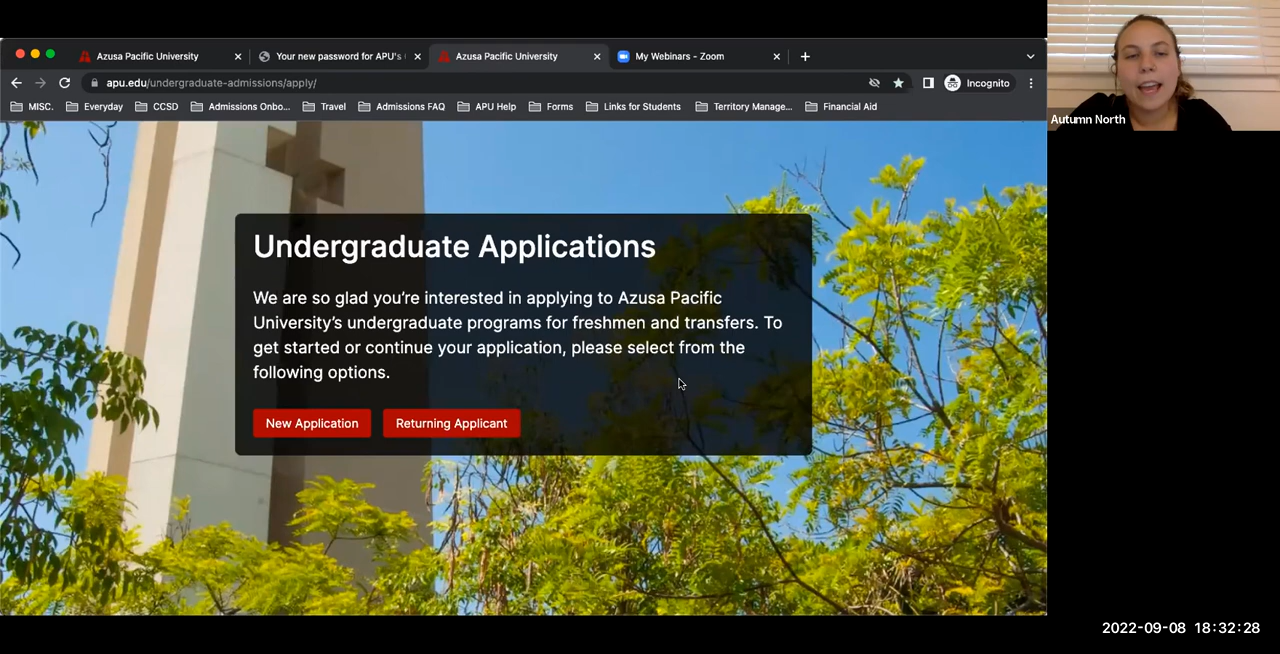 Azusa Pacific University
Your new password for APU's
Azusa Pacific University
My Webinars - Zoom
apu.edu/undergraduate-admissions/apply/
Incognito
MISC.
Everyday
CCSD
Admissions Onbo...
Travel
Admissions FAQ
APU Help
Forms
Links for Students
Territory Manage...
Financial Aid
Autumn North
Undergraduate Applications
We are so glad you’re interested in applying to Azusa Pacific
University’s undergraduate programs for freshmen and transfers. To
get started or continue your application, please select from the
following options.
New Application
Returning Applicant
2022-09-08 18:32:28